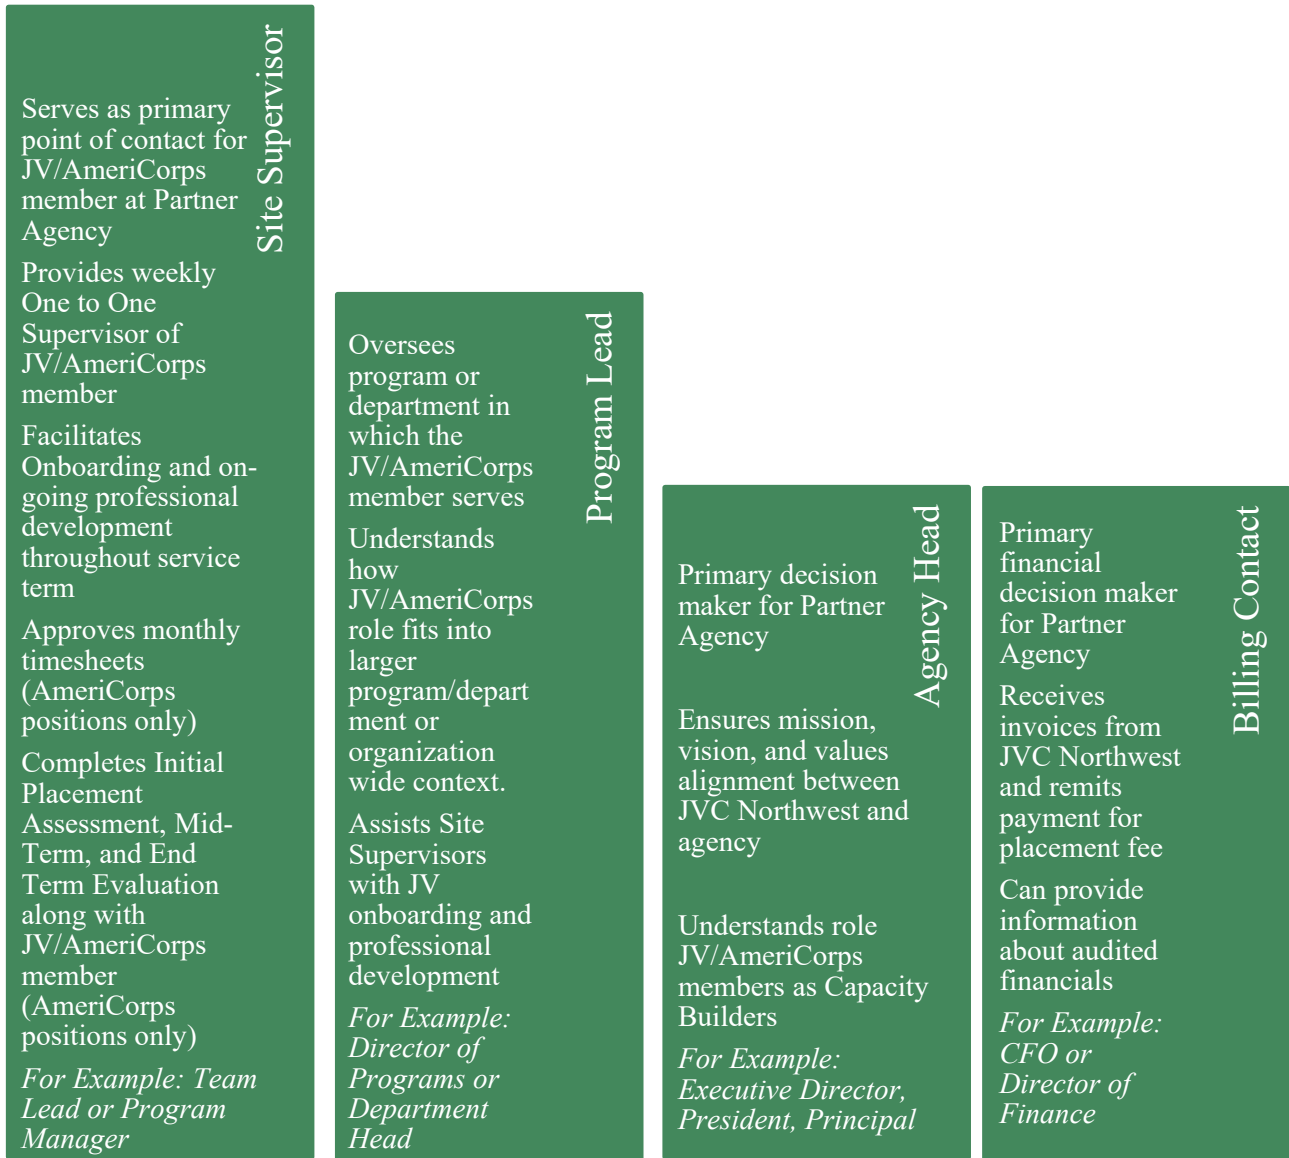 Site Supervisor
Serves as primary
point of contact for
JV/AmeriCorps
member at Partner
Agency
Provides weekly
One to One
Supervisor of
JV/AmeriCorps
member
Facilitates
Onboarding and on-
going professional
development
throughout service
term
Approves monthly
timesheets
(AmeriCorps
positions only)
Completes Initial
Placement
Assessment, Mid-
Term, and End
Term Evaluation
along with
JV/AmeriCorps
member
(AmeriCorps
positions only)
For Example: Team
Lead or Program
Manager
Program Lead
Oversees
program or
department in
which the
JV/AmeriCorps
member serves
Understands
how
JV/AmeriCorps
role fits into
larger
program/depart
ment or
organization
wide context.
Assists Site
Supervisors
with JV
onboarding and
professional
development
For Example:
Director of
Programs or
Department
Head
Agency Head
Primary decision
maker for Partner
Agency
Ensures mission,
vision, and values
alignment between
JVC Northwest and
agency
Understands role
JV/AmeriCorps
members as Capacity
Builders
For Example:
Executive Director,
President, Principal
Billing Contact
Primary
financial
decision maker
for Partner
Agency
Receives
invoices from
JVC Northwest
and remits
payment for
placement fee
Can provide
information
about audited
financials
For Example:
CFO or
Director of
Finance